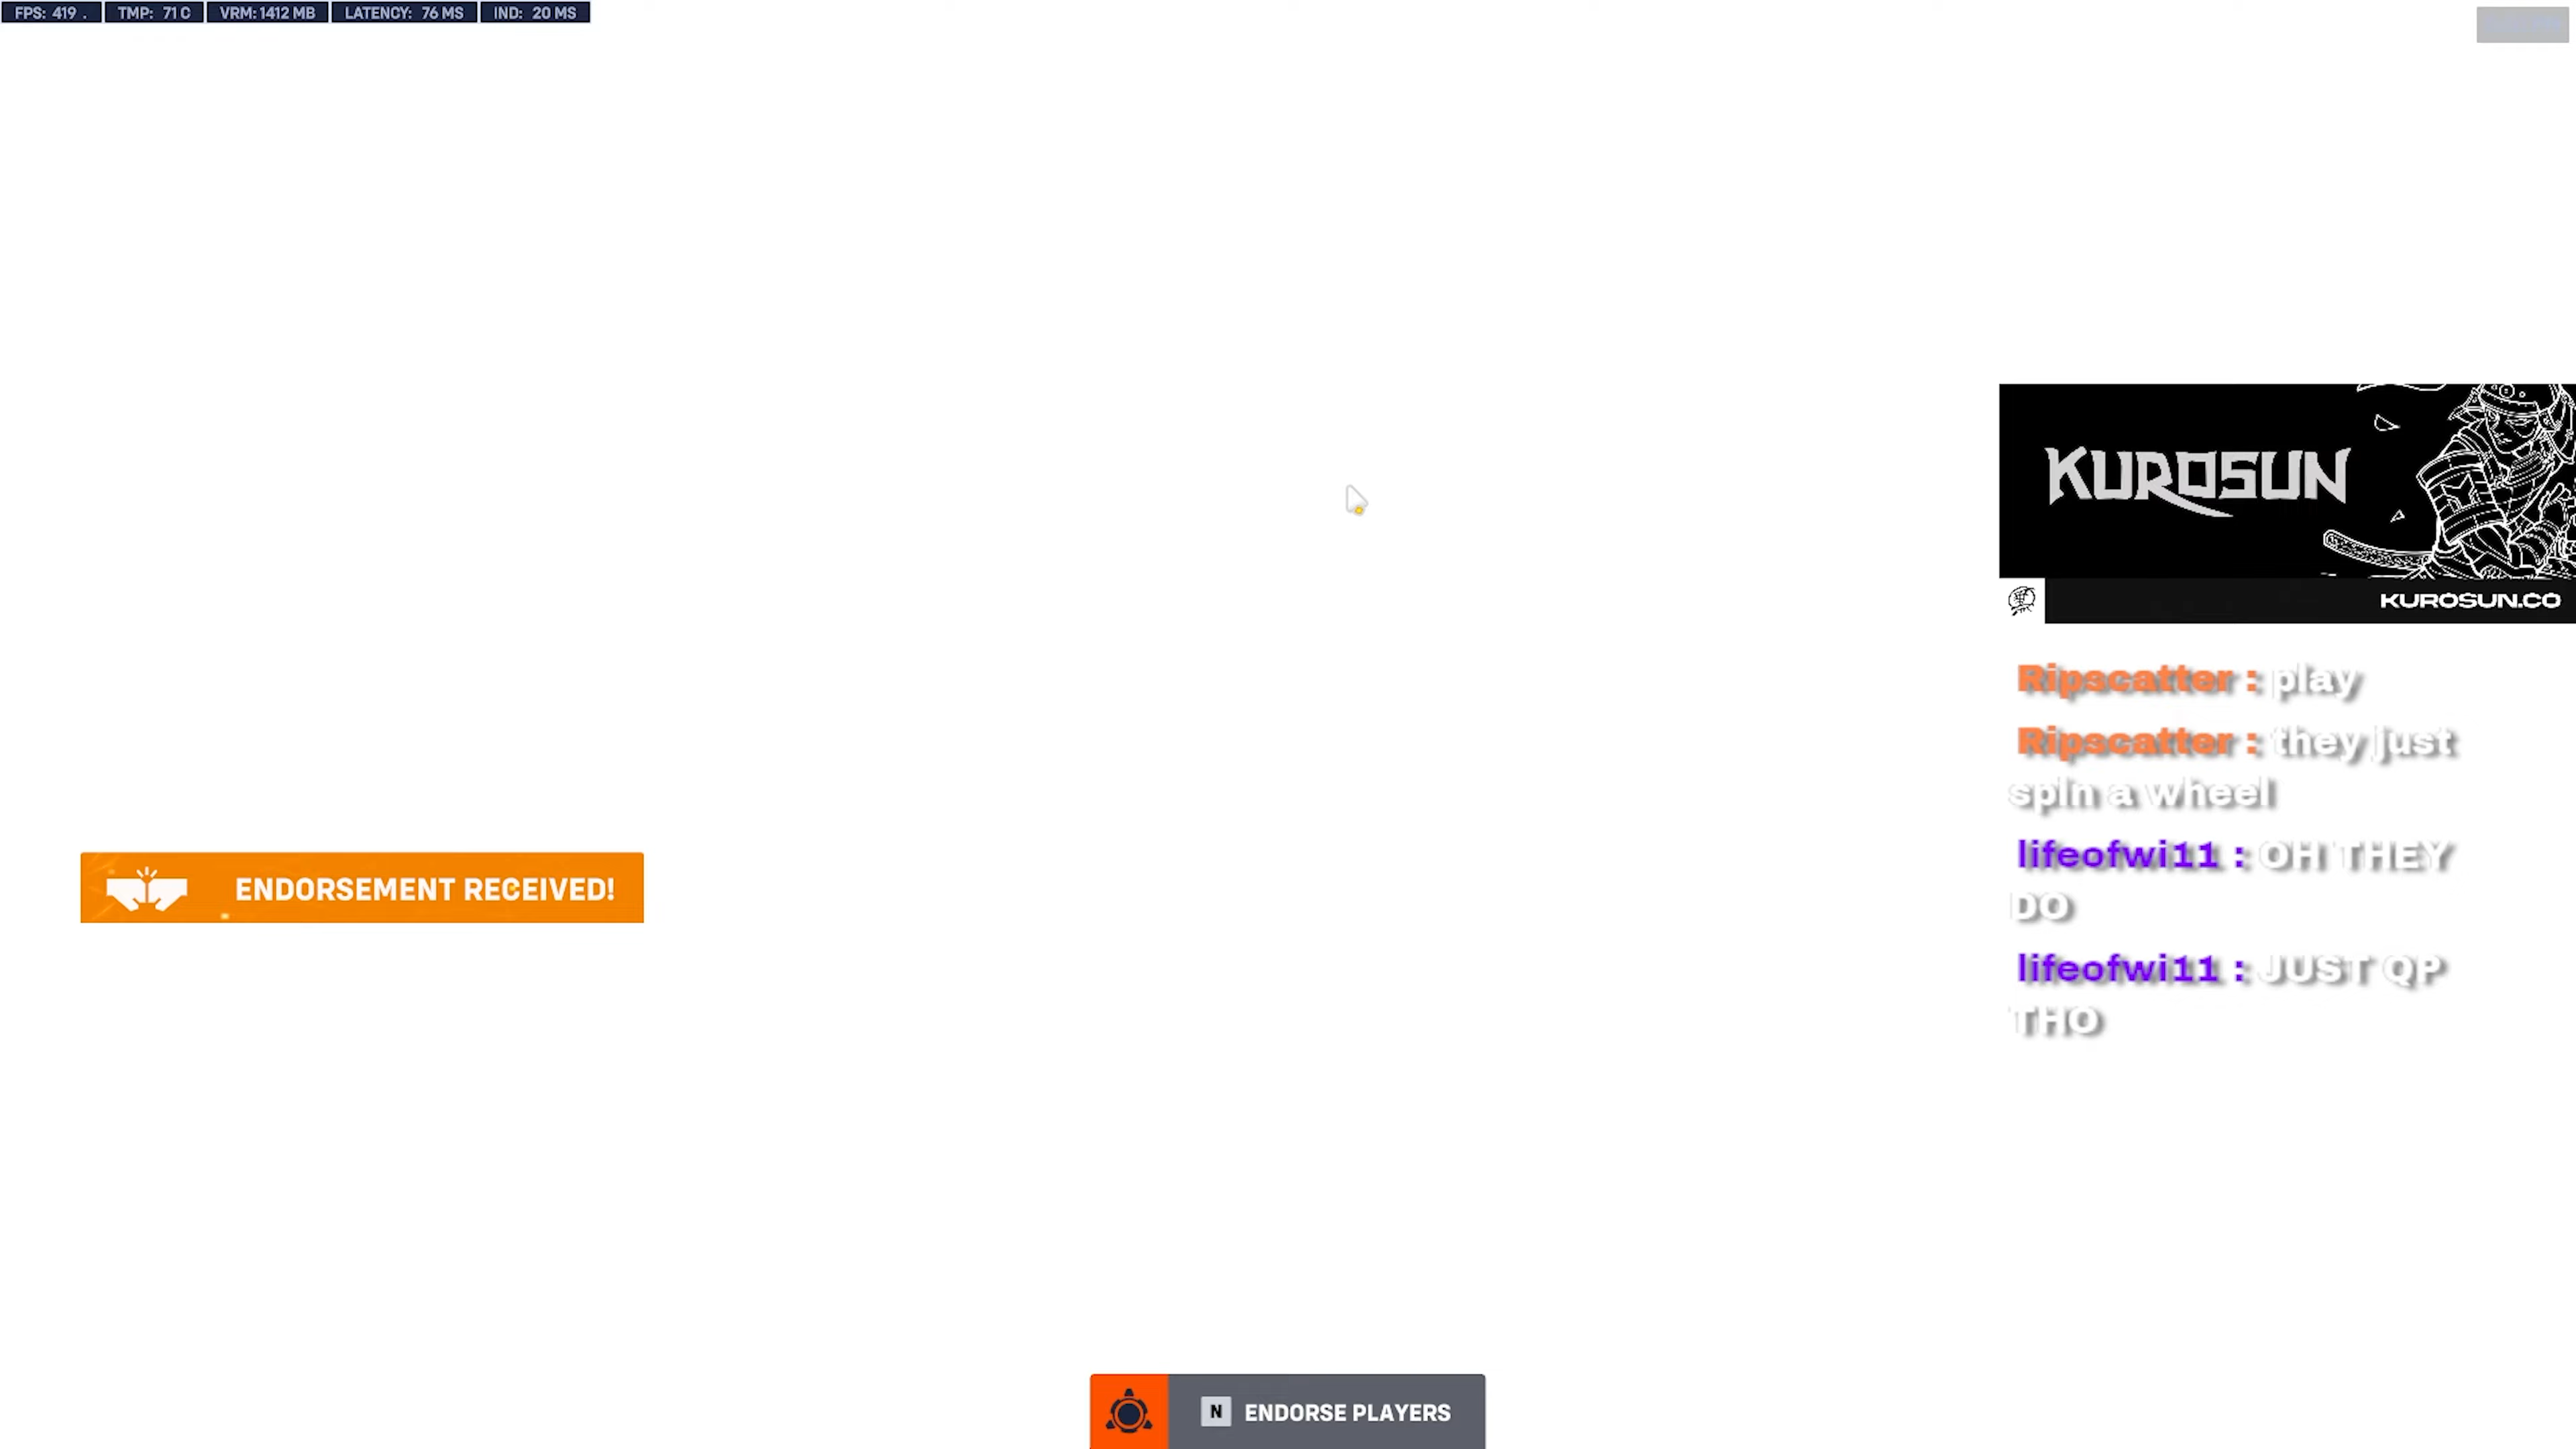 FPS: 419 . TMP: 71 C VRM: 1412 MB LATENCY: 76 MS IND: 20 MS
KUROSUN
KUROSUN.CO
Ripscatter : play
Ripscatter : they just
spin a wheel
lifeofwi11 : OH THEY
DO
lifeofwi11 : JUST QP
THO
ENDORSEMENT RECEIVED!
N ENDORSE PLAYERS